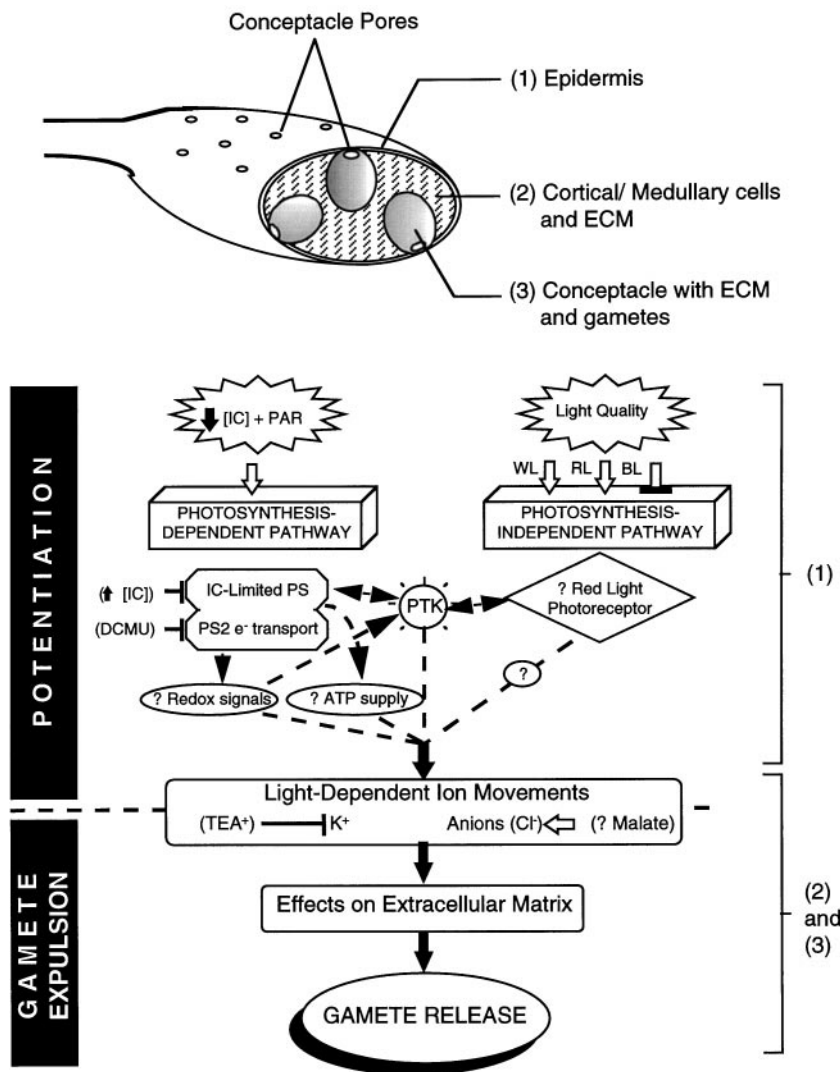 Conceptacle Pores
(1) Epidermis
(2) Cortical/ Medullary cells
and ECM
(3) Conceptacle with ECM
and gametes
POTENTIATION
⬇ [IC] + PAR
Light Quality
WL RL BL
PHOTOSYNTHESIS-
DEPENDENT PATHWAY
PHOTOSYNTHESIS-
INDEPENDENT PATHWAY
(⬆ [IC])
IC-Limited PS
PTK
? Red Light
Photoreceptor
(1)
(DCMU)
PS2 e⁻ transport
? Redox signals
? ATP supply
?
Light-Dependent Ion Movements
(TEA⁺) K⁺ Anions (Cl⁻) (? Malate)
GAMETE
EXPULSION
Effects on Extracellular Matrix
(2)
and
(3)
GAMETE RELEASE